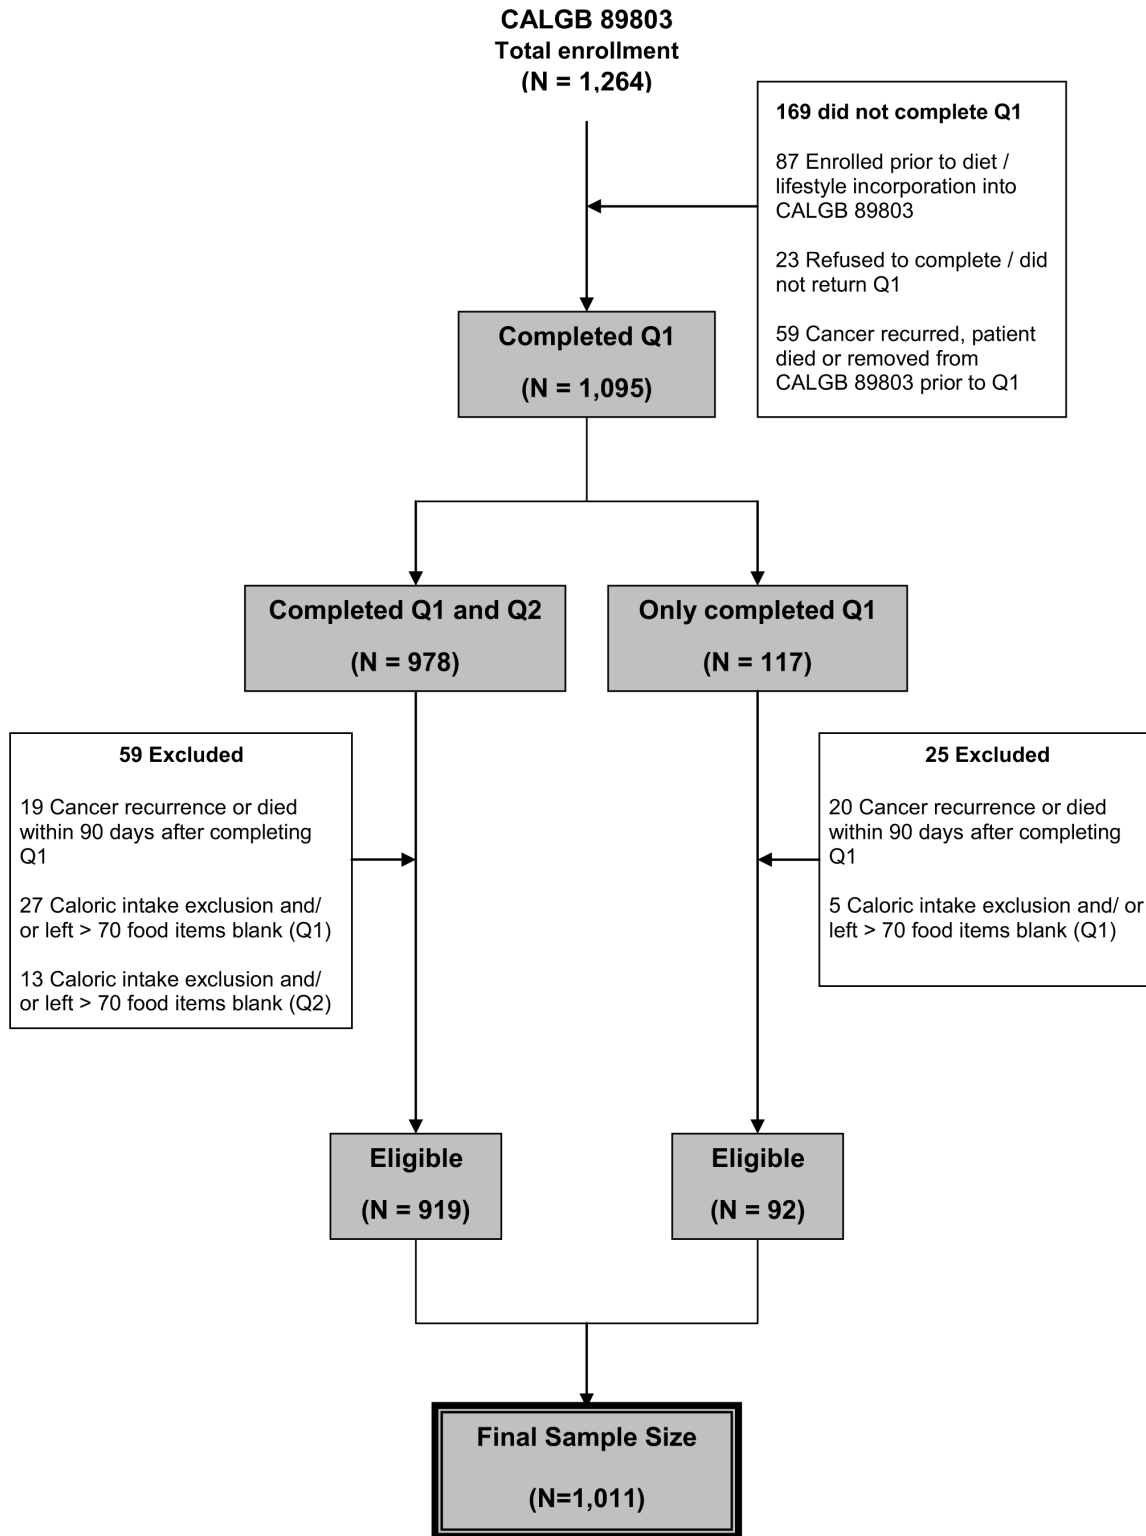 CALGB 89803
Total enrollment
(N = 1,264)
169 did not complete Q1
87 Enrolled prior to diet /
lifestyle incorporation into
CALGB 89803
23 Refused to complete / did
not return Q1
59 Cancer recurred, patient
died or removed from
CALGB 89803 prior to Q1
Completed Q1
(N = 1,095)
Completed Q1 and Q2
(N = 978)
Only completed Q1
(N = 117)
59 Excluded
19 Cancer recurrence or died
within 90 days after completing
Q1
27 Caloric intake exclusion and/
or left > 70 food items blank (Q1)
13 Caloric intake exclusion and/
or left > 70 food items blank (Q2)
25 Excluded
20 Cancer recurrence or died
within 90 days after completing
Q1
5 Caloric intake exclusion and/ or
left > 70 food items blank (Q1)
Eligible
(N = 919)
Eligible
(N = 92)
Final Sample Size
(N=1,011)